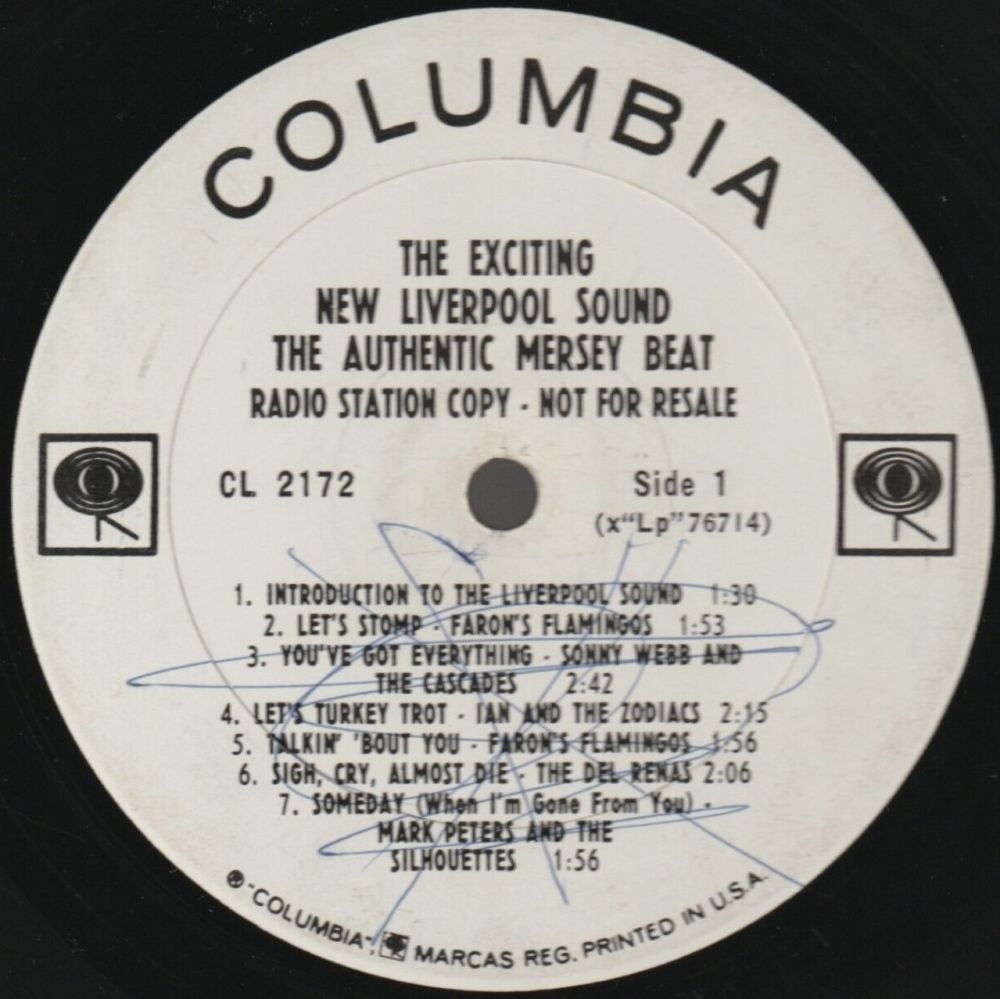 COLUMBIA
THE EXCITING
NEW LIVERPOOL SOUND
THE AUTHENTIC MERSEY BEAT
RADIO STATION COPY - NOT FOR RESALE
CL 2172
Side 1
(x“Lp”76714)
1. INTRODUCTION TO THE LIVERPOOL SOUND 1:30
2. LET'S STOMP - FARON'S FLAMINGOS 1:53
3. YOU'VE GOT EVERYTHING - SONNY WEBB AND
THE CASCADES 2:42
4. LET'S TURKEY TROT - IAN AND THE ZODIACS 2:15
5. TALKIN' 'BOUT YOU - FARON'S FLAMINGOS 1:56
6. SIGH, CRY, ALMOST DIE - THE DEL RENAS 2:06
7. SOMEDAY (When I'm Gone From You) -
MARK PETERS AND THE
SILHOUETTES 1:56
® "COLUMBIA", MARCAS REG. PRINTED IN U.S.A.